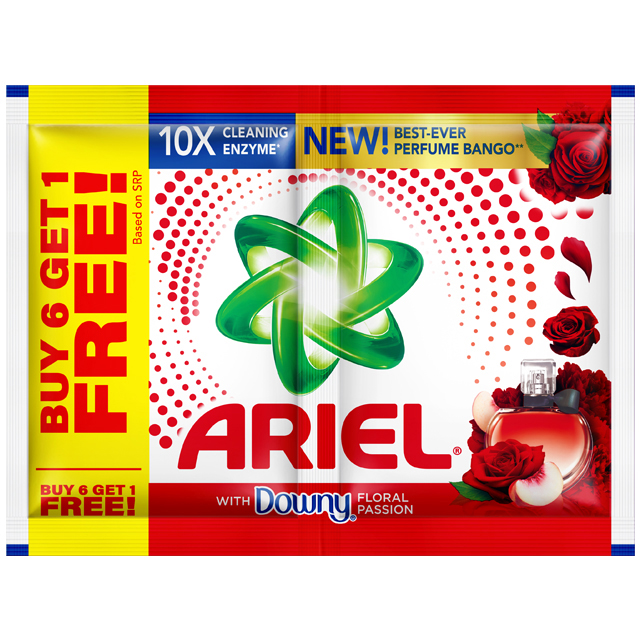 BUY 6 GET 1
FREE!
Based on SRP
BUY 6 GET 1
FREE!
10X CLEANING
ENZYME*
NEW! BEST-EVER
PERFUME BANGO**
ARIEL®
WITH Downy® FLORAL
PASSION